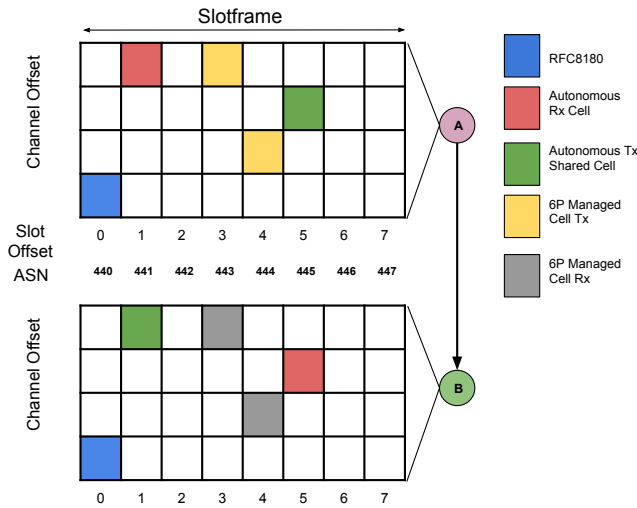 Slotframe
Channel Offset
RFC8180
Autonomous
Rx Cell
A
Autonomous Tx
Shared Cell
6P Managed
Cell Tx
6P Managed
Cell Rx
Slot
Offset
0 1 2 3 4 5 6 7
ASN
440 441 442 443 444 445 446 447
Channel Offset
B
0 1 2 3 4 5 6 7